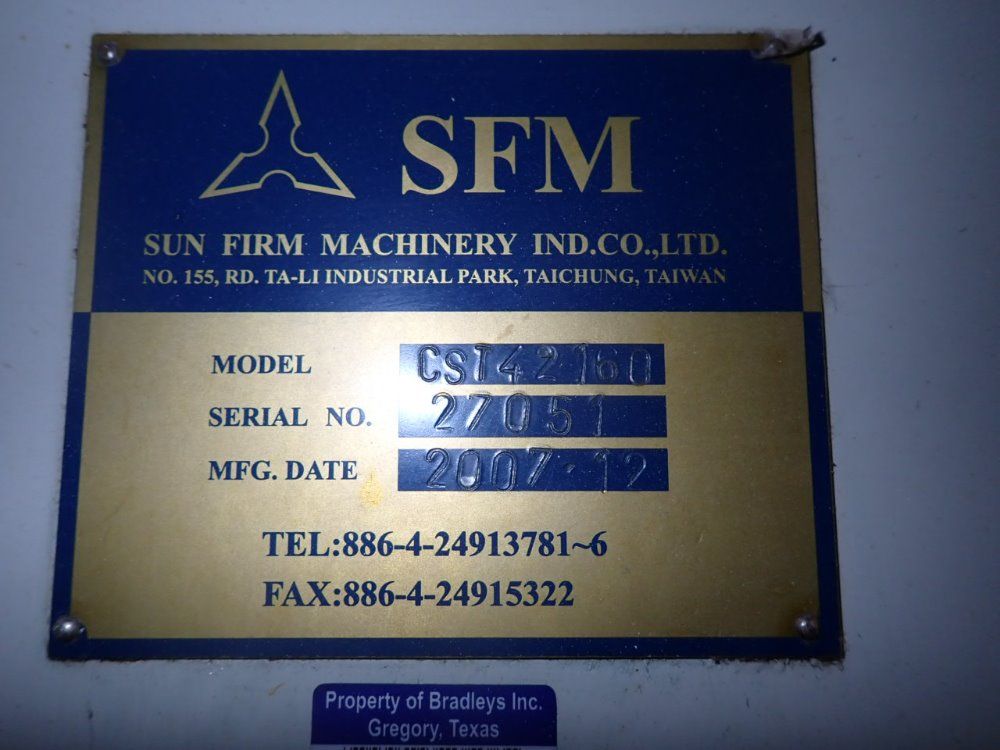 SFM
SUN FIRM MACHINERY IND.CO.,LTD.
NO. 155, RD. TA-LI INDUSTRIAL PARK, TAICHUNG, TAIWAN
MODEL CST42160
SERIAL NO. 27051
MFG. DATE 2007·12
TEL:886-4-24913781~6
FAX:886-4-24915322
Property of Bradleys Inc.
Gregory, Texas